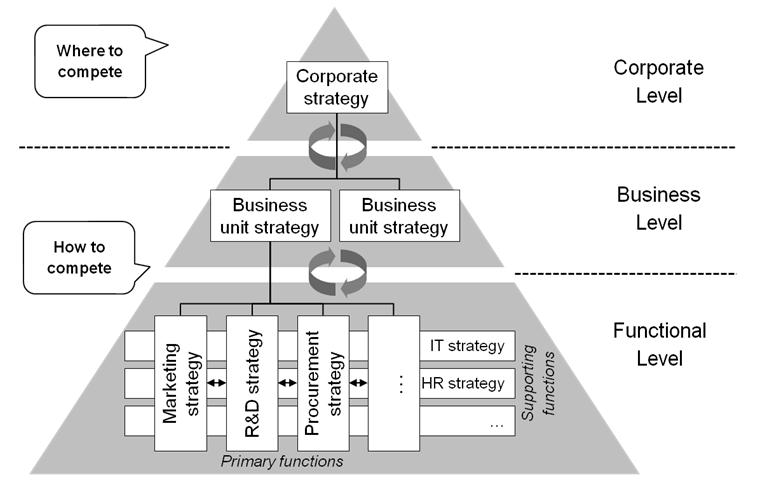 Where to
compete
Corporate
strategy
Corporate
Level
Business
unit strategy
Business
unit strategy
Business
Level
How to
compete
Marketing
strategy
R&D strategy
Procurement
strategy
...
IT strategy
HR strategy
...
Supporting
functions
Primary functions
Functional
Level